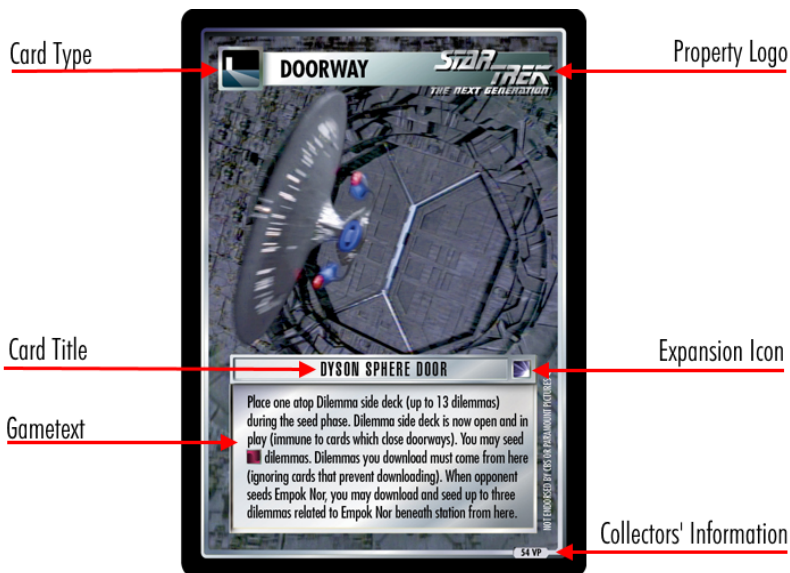 Card Type
DOORWAY
STAR TREK
THE NEXT GENERATION
Property Logo
Card Title
DYSON SPHERE DOOR
Expansion Icon
Gametext
Place one atop Dilemma side deck (up to 13 dilemmas)
during the seed phase. Dilemma side deck is now open and in
play (immune to cards which close doorways). You may seed
dilemmas. Dilemmas you download must come from here
(ignoring cards that prevent downloading). When opponent
seeds Empok Nor, you may download and seed up to three
dilemmas related to Empok Nor beneath station from here.
NOT ENDORSED BY CBS OR PARAMOUNT PICTURES
54 VP
Collectors' Information